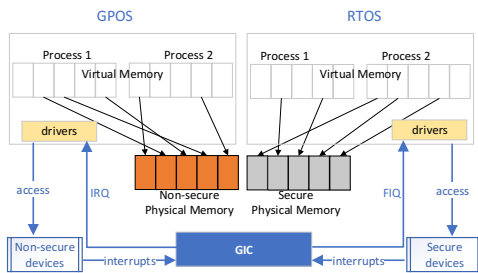 GPOS
RTOS
Process 1
Process 2
Virtual Memory
Process 1
Process 2
Virtual Memory
drivers
drivers
access
IRQ
Non-secure
Physical Memory
Secure
Physical Memory
FIQ
access
Non-secure
devices
interrupts
GIC
interrupts
Secure
devices